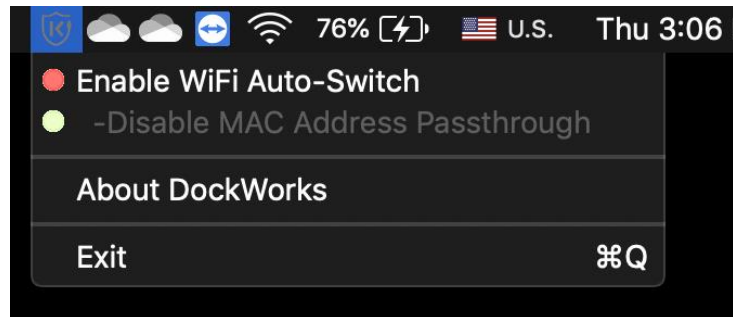 76% U.S. Thu 3:06
Enable WiFi Auto-Switch
-Disable MAC Address Passthrough
About DockWorks
Exit ⌘Q